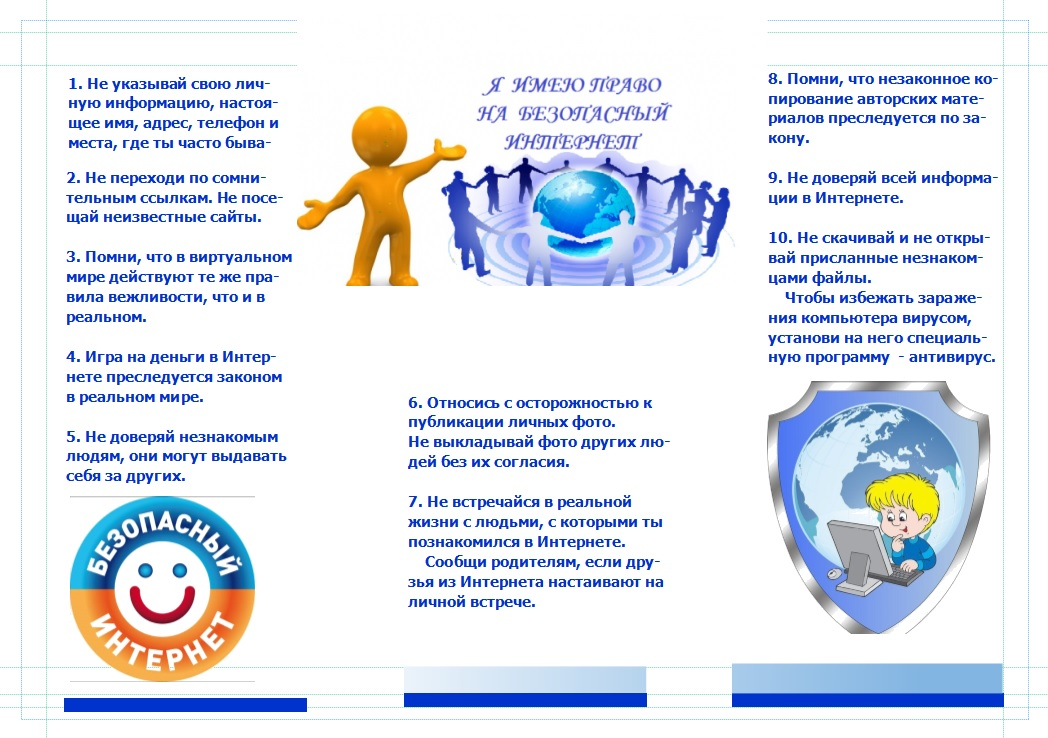 1. Не указывай свою лич-
ную информацию, настоя-
щее имя, адрес, телефон и
места, где ты часто быва-
2. Не переходи по сомни-
тельным ссылкам. Не посе-
щай неизвестные сайты.
3. Помни, что в виртуальном
мире действуют те же пра-
вила вежливости, что и в
реальном.
4. Игра на деньги в Интер-
нете преследуется законом
в реальном мире.
5. Не доверяй незнакомым
людям, они могут выдавать
себя за других.
БЕЗОПАСНЫЙ
ИНТЕРНЕТ
Я ИМЕЮ ПРАВО
НА БЕЗОПАСНЫЙ
ИНТЕРНЕТ
6. Относись с осторожностью к
публикации личных фото.
Не выкладывай фото других лю-
дей без их согласия.
7. Не встречайся в реальной
жизни с людьми, с которыми ты
познакомился в Интернете.
Сообщи родителям, если дру-
зья из Интернета настаивают на
личной встрече.
8. Помни, что незаконное ко-
пирование авторских мате-
риалов преследуется по за-
кону.
9. Не доверяй всей информа-
ции в Интернете.
10. Не скачивай и не откры-
вай присланные незнаком-
цами файлы.
Чтобы избежать зараже-
ния компьютера вирусом,
установи на него специаль-
ную программу - антивирус.